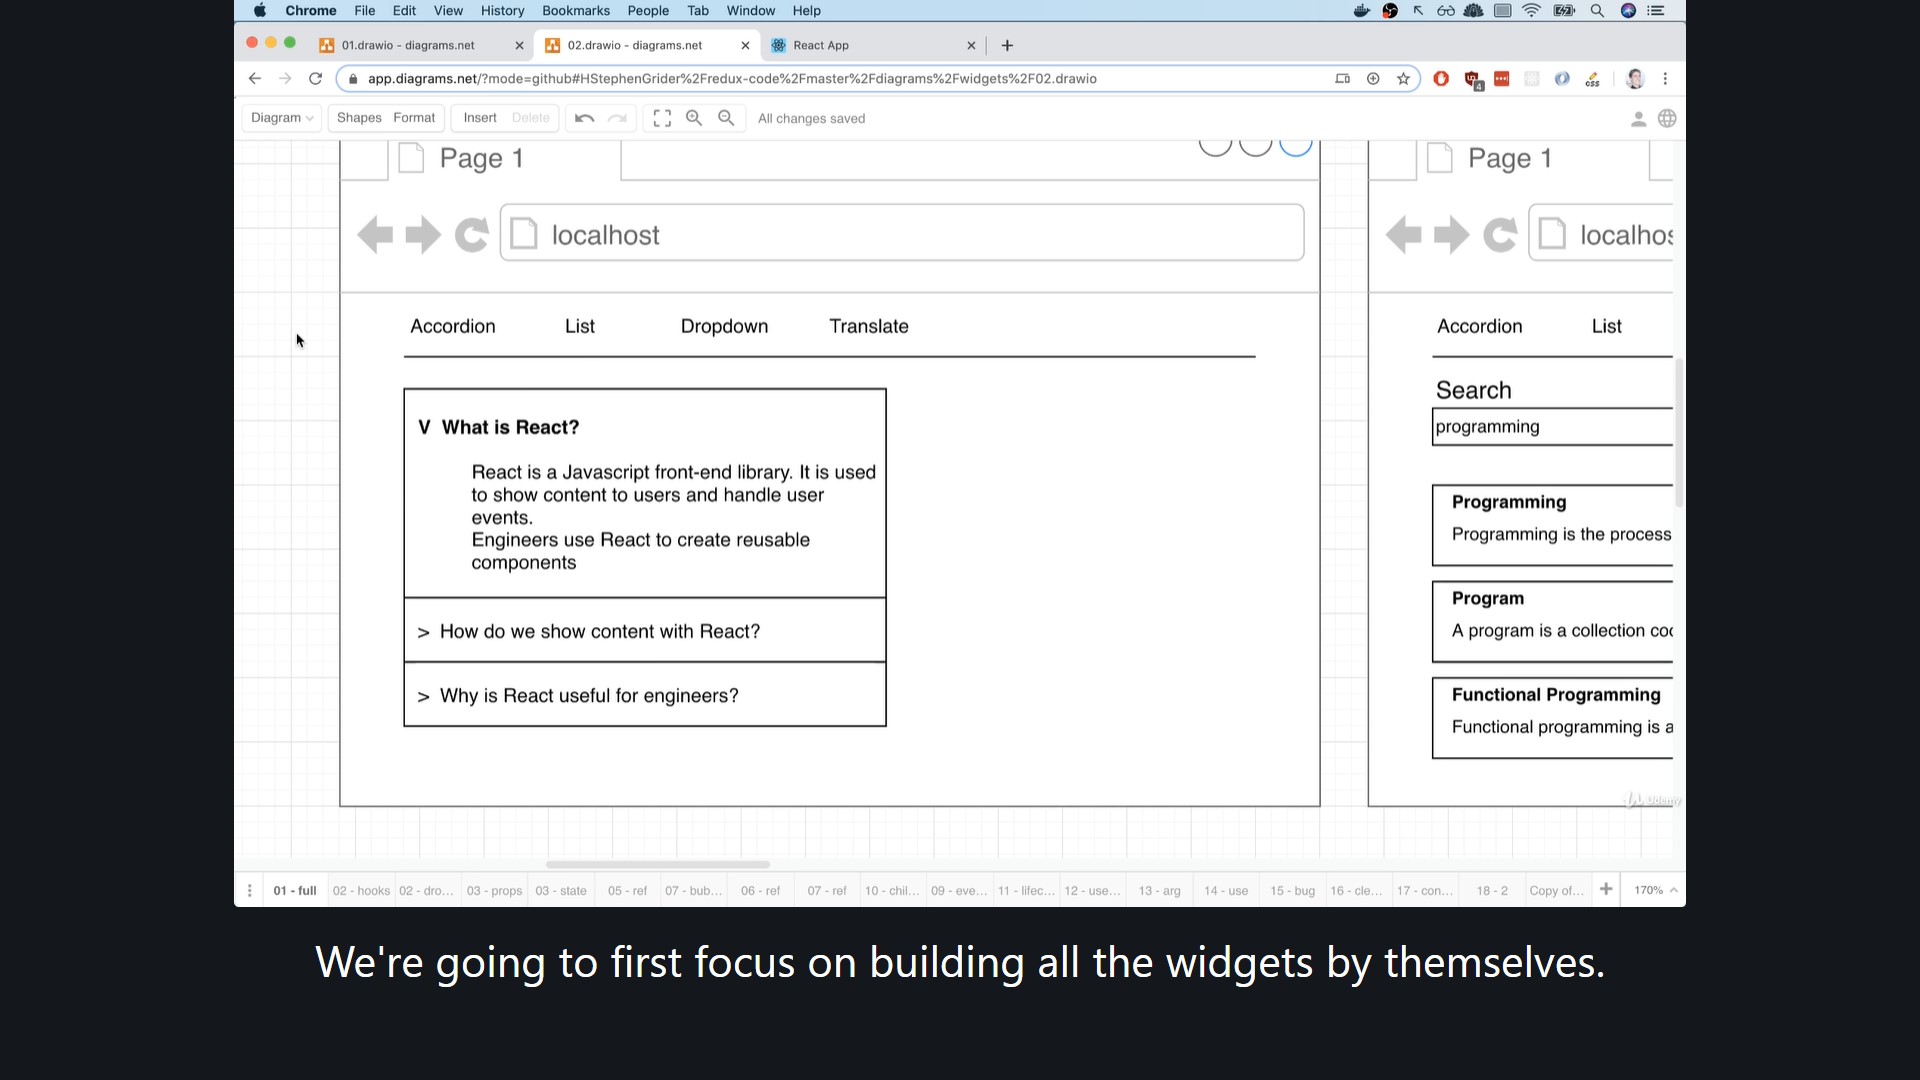 Chrome File Edit View History Bookmarks People Tab Window Help
01.drawio - diagrams.net
02.drawio - diagrams.net
React App
app.diagrams.net/?mode=github#HStephenGrider%2Fredux-code%2Fmaster%2Fdiagrams%2Fwidgets%2F02.drawio
4
css
Diagram Shapes Format Insert Delete All changes saved
Page 1
localhost
Accordion List Dropdown Translate
V What is React?
React is a Javascript front-end library. It is used
to show content to users and handle user
events.
Engineers use React to create reusable
components
> How do we show content with React?
> Why is React useful for engineers?
Page 1
localhos
Accordion List
Search
programming
Programming
Programming is the process
Program
A program is a collection coc
Functional Programming
Functional programming is a
Udemy
01 - full 02 - hooks 02 - dro... 03 - props 03 - state 05 - ref 07 - bub... 06 - ref 07 - ref 10 - chil... 09 - eve... 11 - lifec... 12 - use... 13 - arg 14 - use 15 - bug 16 - cle... 17 - con... 18 - 2 Copy of... 170%
We're going to first focus on building all the widgets by themselves.